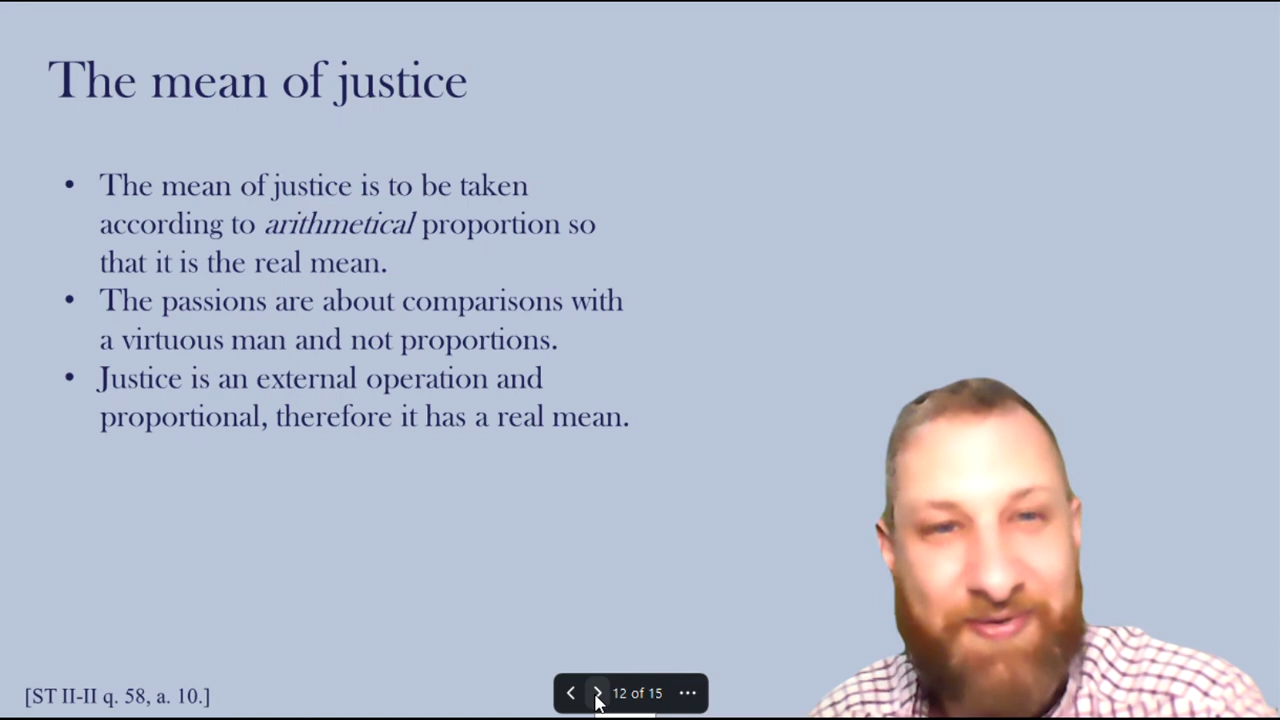 The mean of justice
• The mean of justice is to be taken
according to arithmetical proportion so
that it is the real mean.
• The passions are about comparisons with
a virtuous man and not proportions.
• Justice is an external operation and
proportional, therefore it has a real mean.
[ST II-II q. 58, a. 10.]
12 of 15